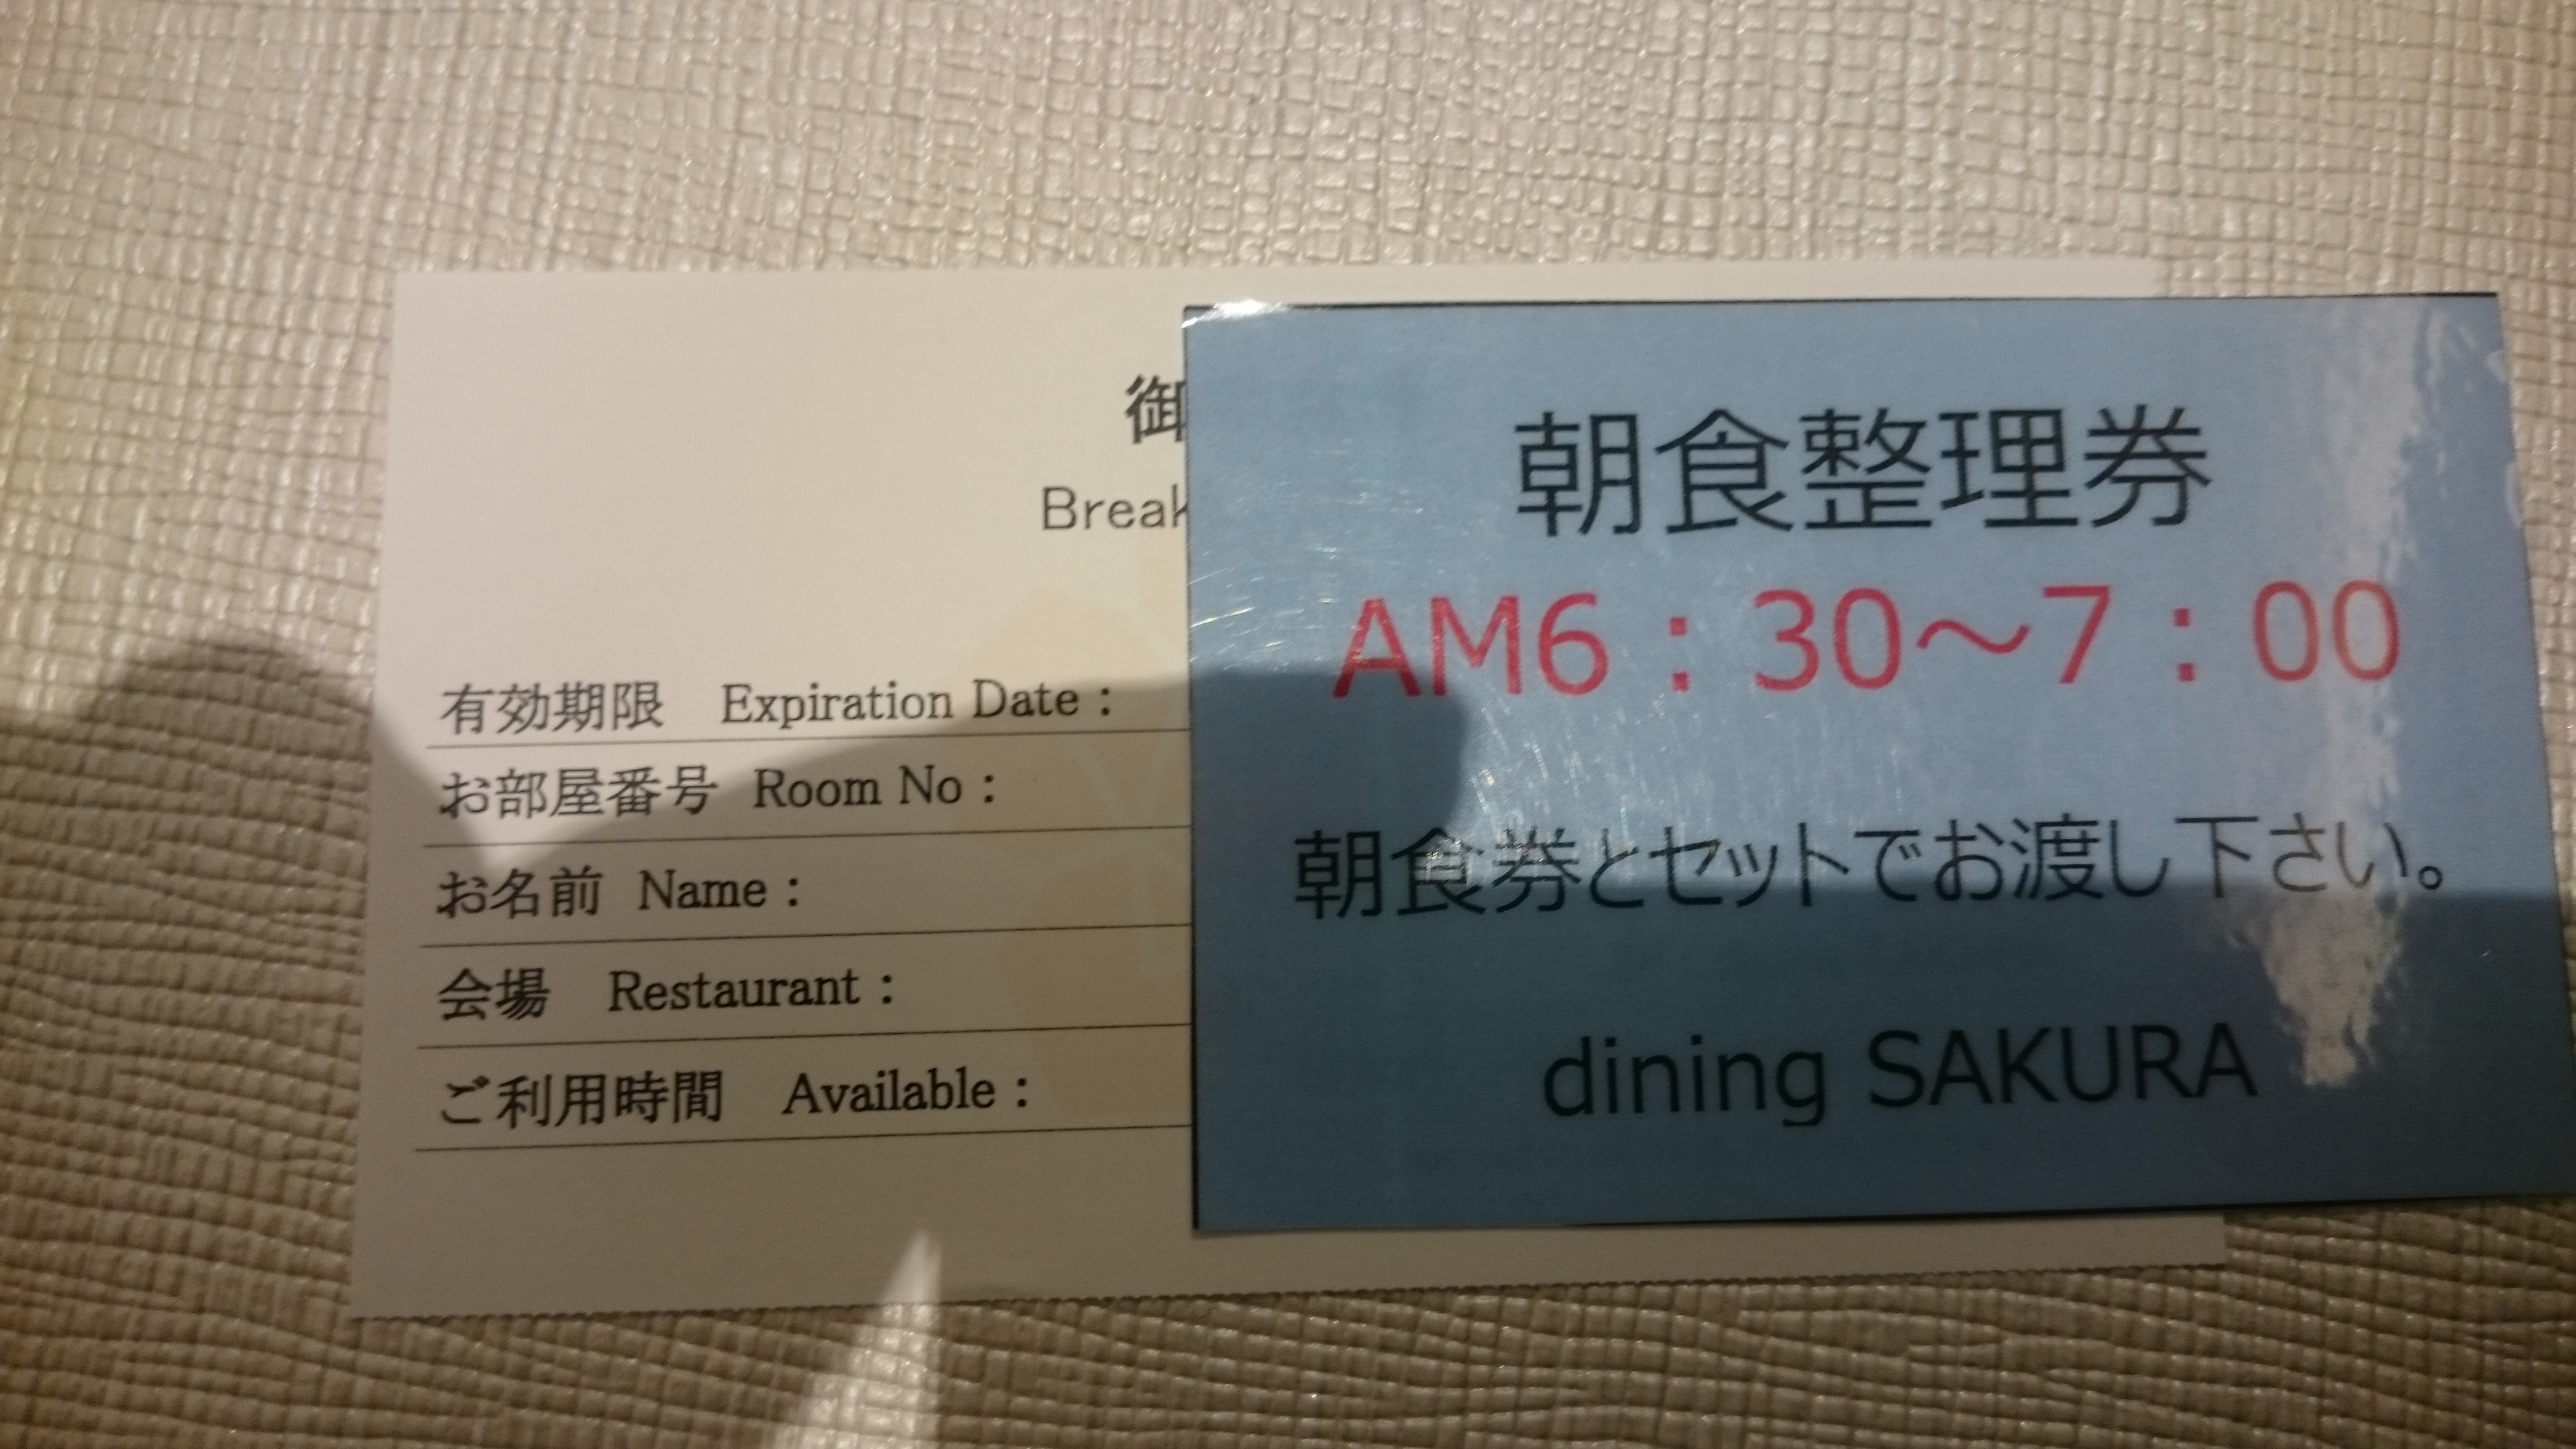 御
Break
有効期限 Expiration Date：
お部屋番号 Room No：
お名前 Name：
会場 Restaurant：
ご利用時間 Available：
朝食整理券
AM6：30～7：00
朝食券とセットでお渡し下さい。
dining SAKURA